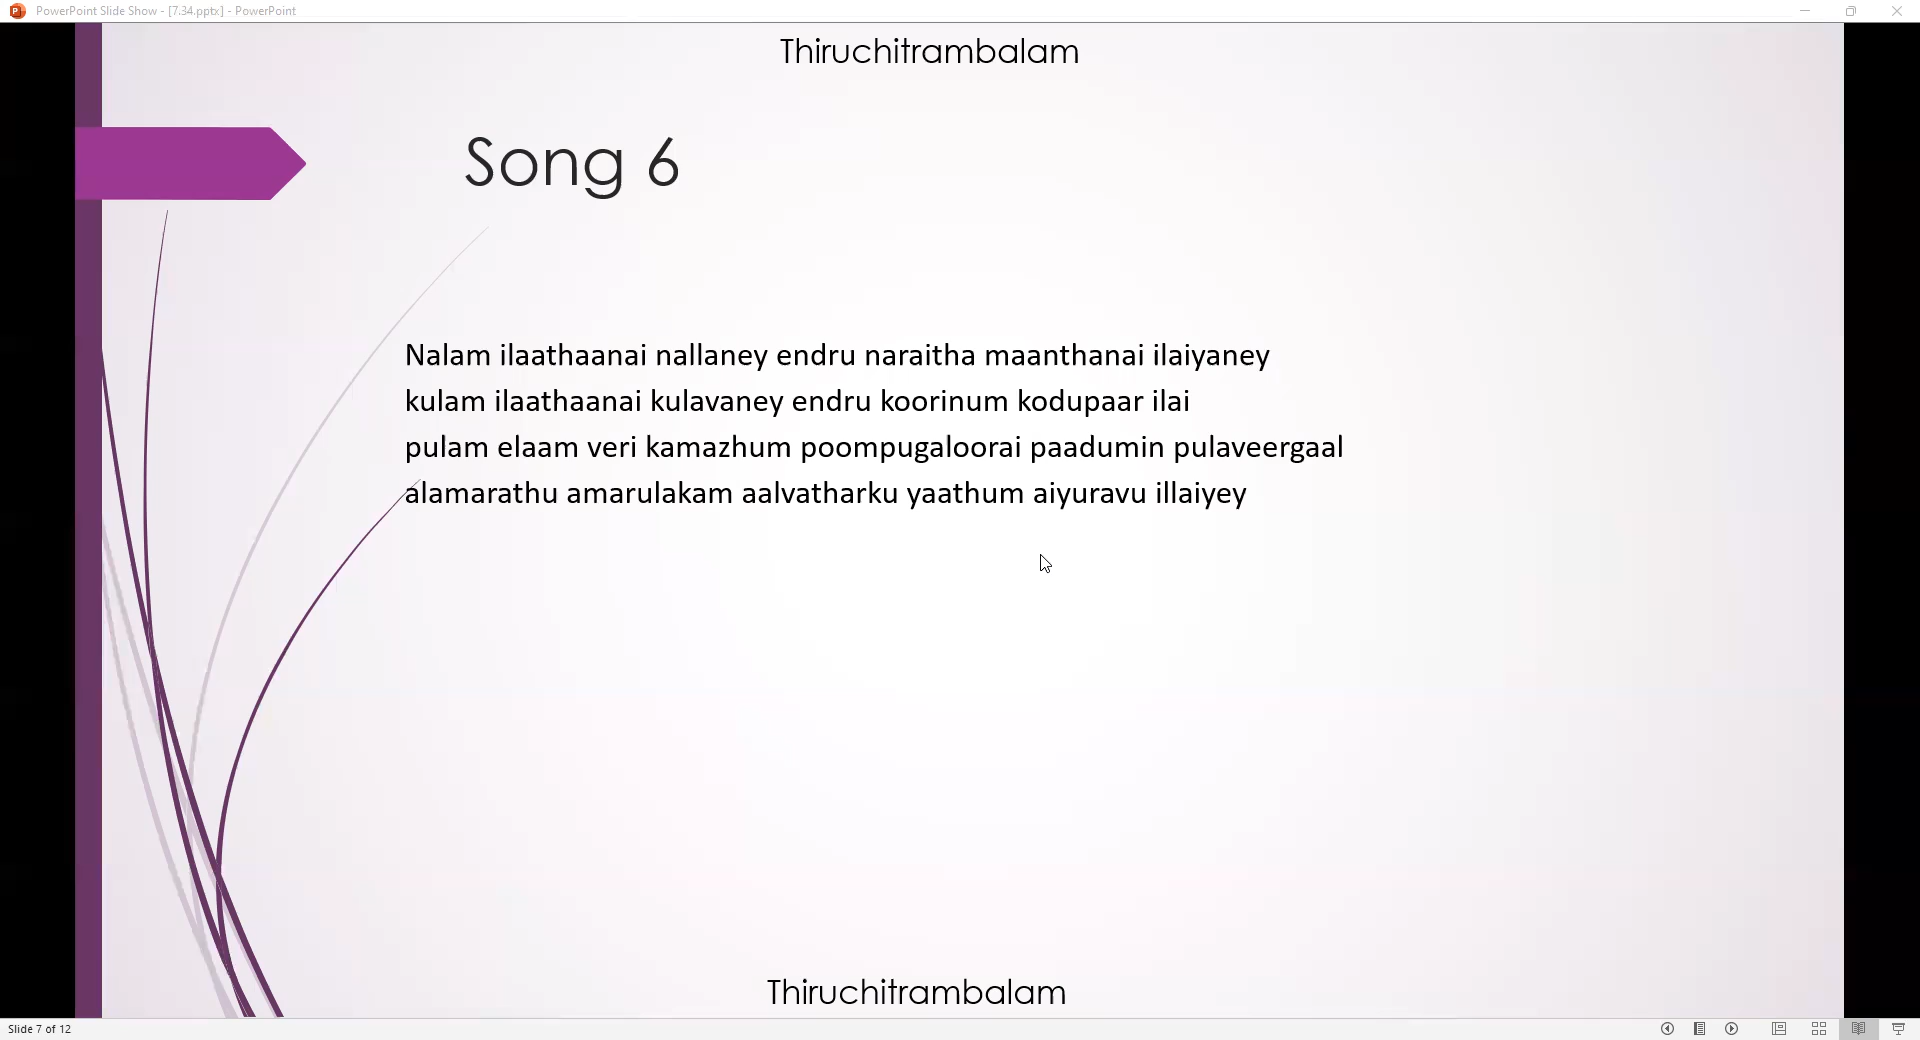 PowerPoint Slide Show - [7.34.pptx] - PowerPoint
Thiruchitrambalam
Song 6
Nalam ilaathaanai nallaney endru naraitha maanthanai ilaiyaney
kulam ilaathaanai kulavaney endru koorinum kodupaar ilai
pulam elaam veri kamazhum poompugaloorai paadumin pulaveergaal
alamarathu amarulakam aalvatharku yaathum aiyuravu illaiyey
Thiruchitrambalam
Slide 7 of 12